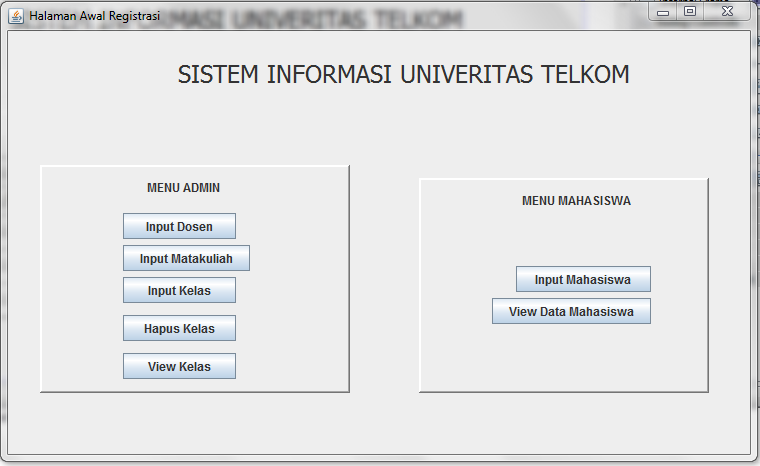 Halaman Awal Registrasi
SISTEM INFORMASI UNIVERITAS TELKOM
MENU ADMIN
Input Dosen
Input Matakuliah
Input Kelas
Hapus Kelas
View Kelas
MENU MAHASISWA
Input Mahasiswa
View Data Mahasiswa